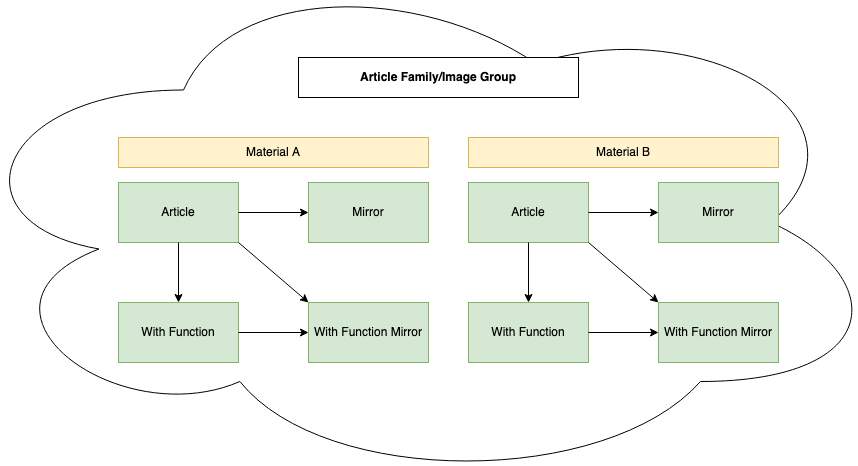 Article Family/Image Group
Material A
Material B
Article
Mirror
Article
Mirror
With Function
With Function Mirror
With Function
With Function Mirror